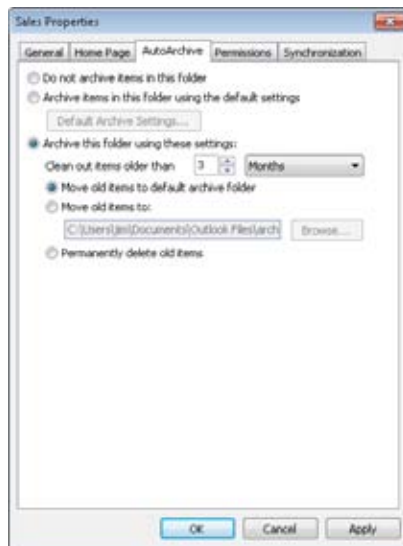 Sales Properties
General Home Page AutoArchive Permissions Synchronization
Do not archive items in this folder
Archive items in this folder using the default settings
Default Archive Settings...
Archive this folder using these settings:
Clean out items older than 3 Months
Move old items to default archive folder
Move old items to:
C:\Users\jim\Documents\Outlook Files\arch Browse...
Permanently delete old items
OK Cancel Apply